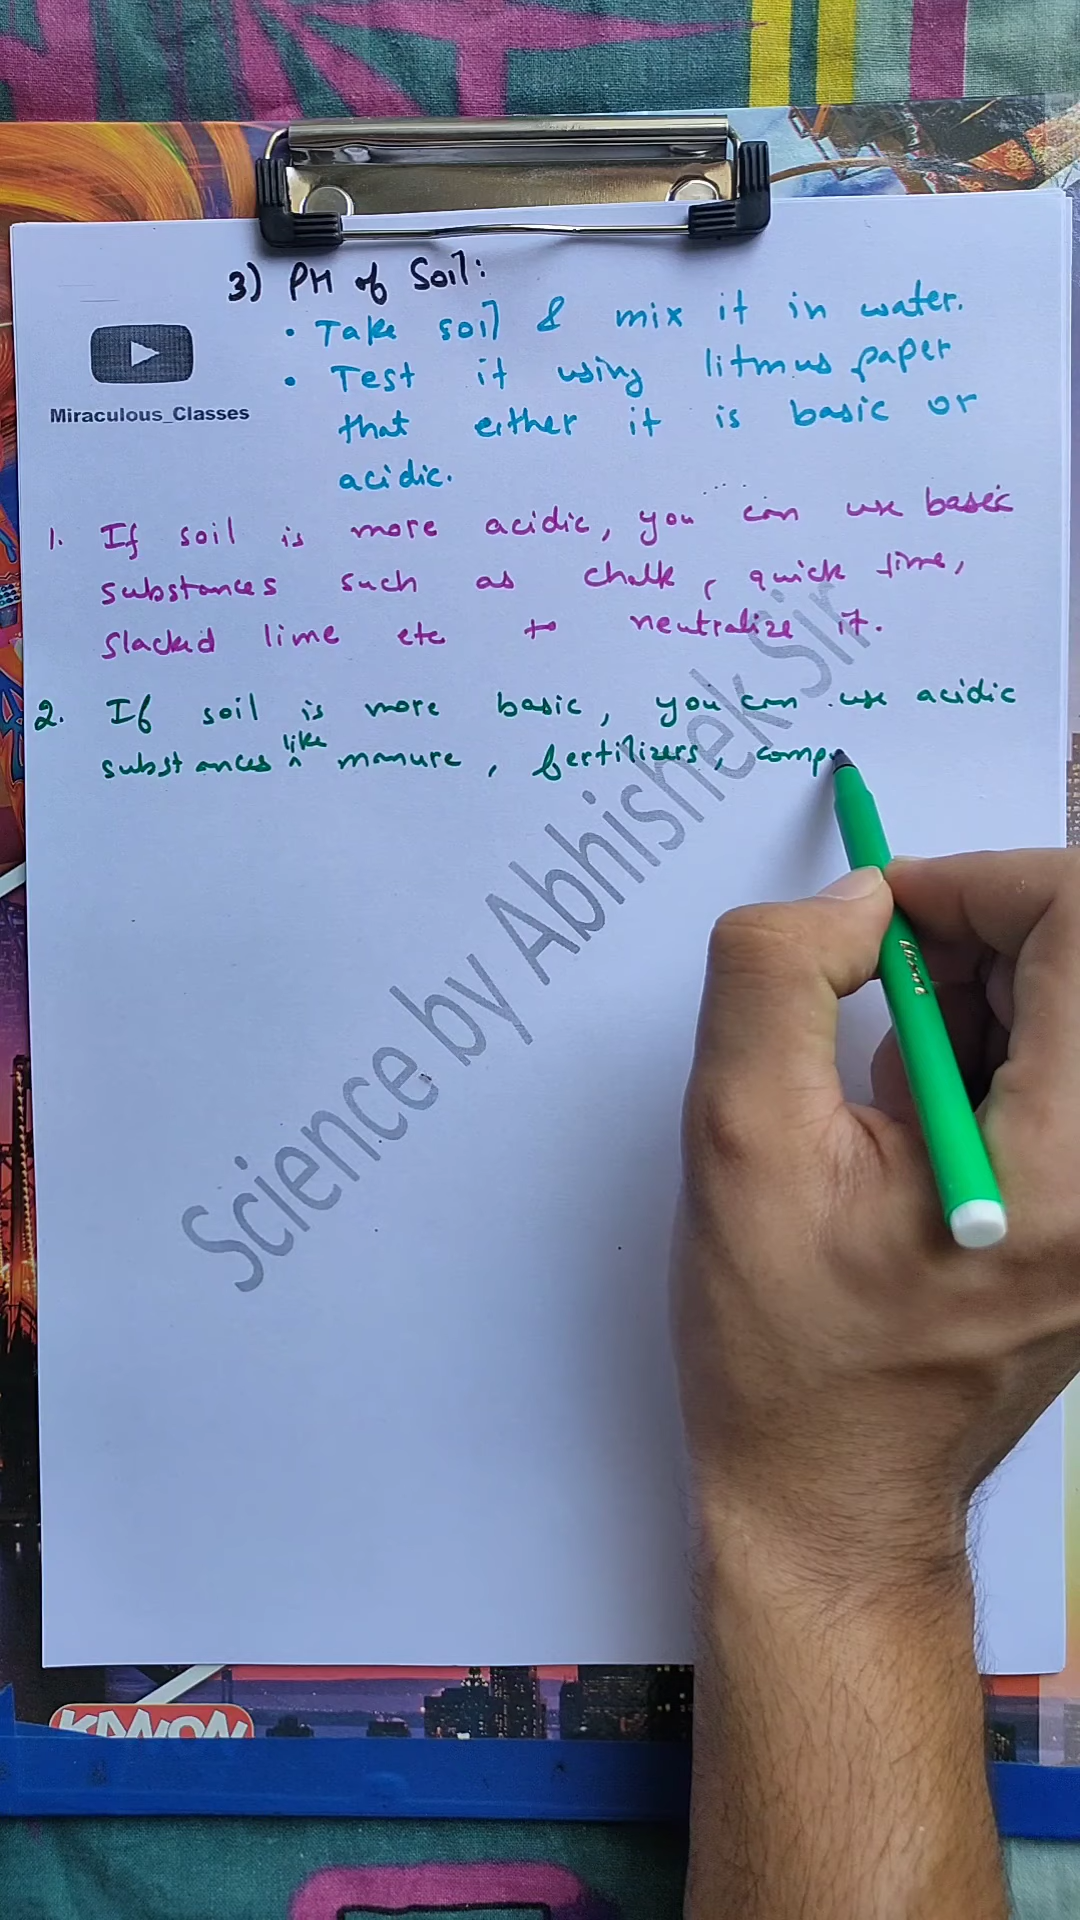 3) PH of Soil:
• Take soil & mix it in water.
• Test it using litmus paper
that either it is basic or
acidic.
Miraculous_Classes
1. If soil is more acidic, you can use basic
substances such as chalk, quick lime,
slacked lime etc to neutralize it.
2. If soil is more basic, you can use acidic
substances like manure, fertilizers, comp
Science by Abhishek Sir
KIWON